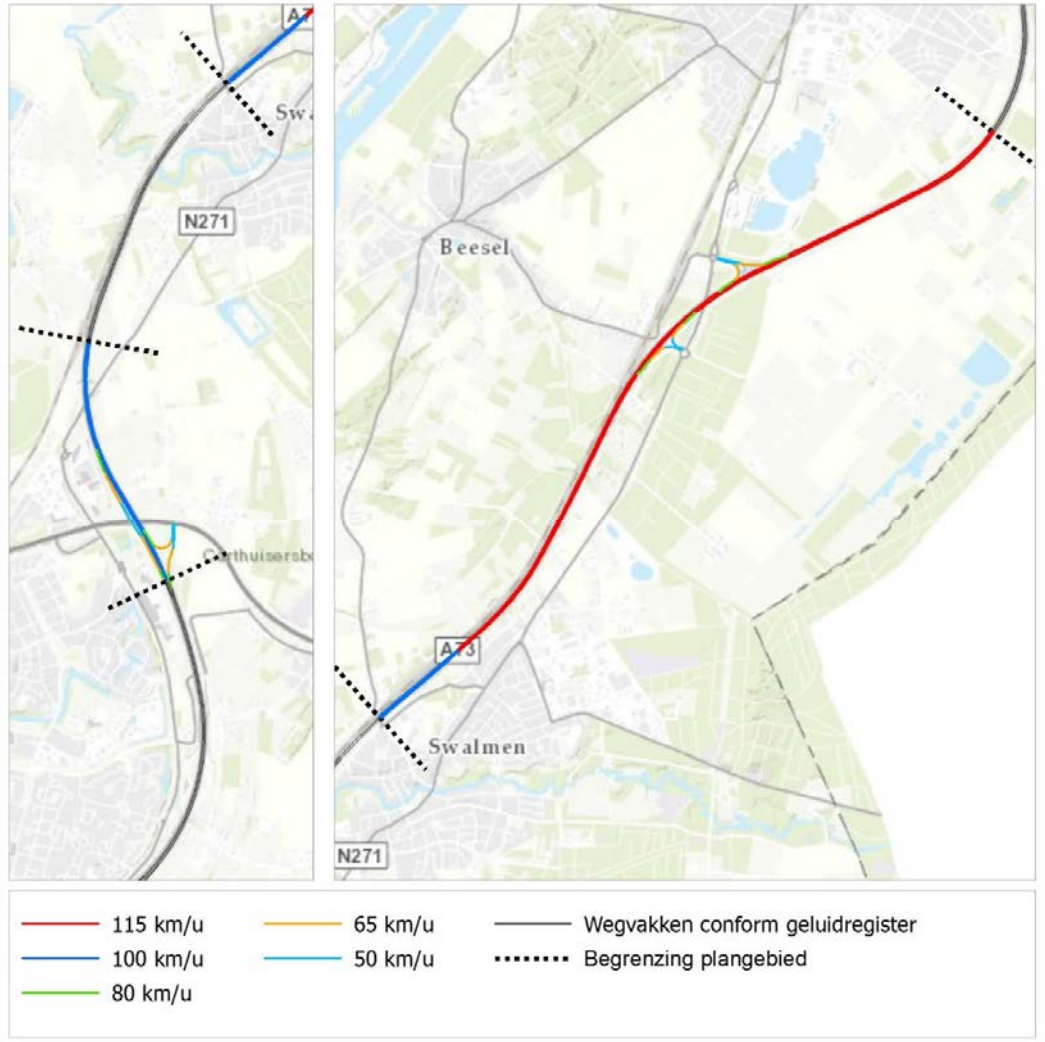 A7
Swa
N271
Beesel
A73
Swalmen
N271
115 km/u
100 km/u
80 km/u
65 km/u
50 km/u
Wegvakken conform geluidregister
Begrenzing plangebied